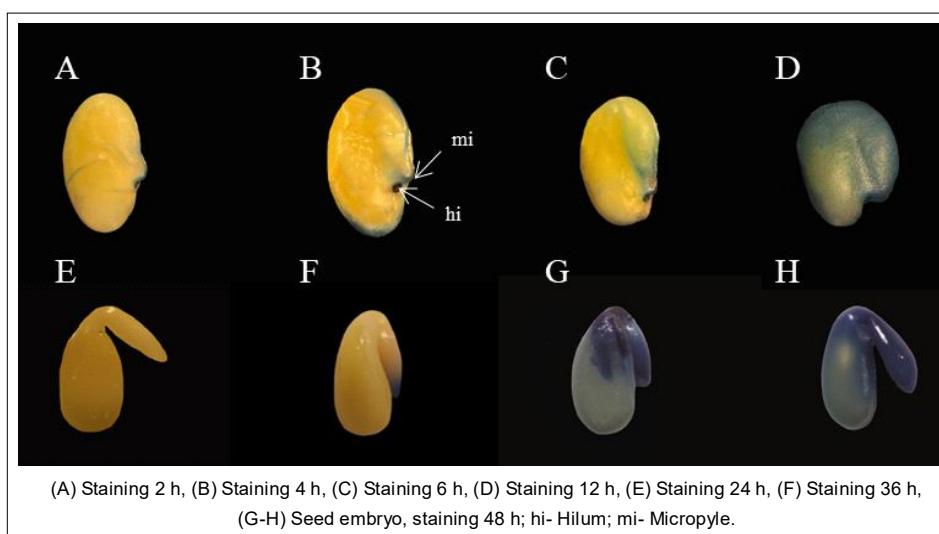 A B C D
mi
hi
E F G H
(A) Staining 2 h, (B) Staining 4 h, (C) Staining 6 h, (D) Staining 12 h, (E) Staining 24 h, (F) Staining 36 h,
(G-H) Seed embryo, staining 48 h; hi- Hilum; mi- Micropyle.